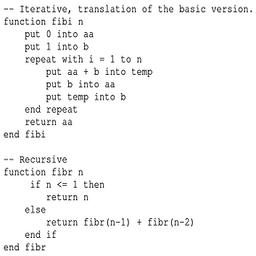 -- Iterative, translation of the basic version.
function fibi n
    put 0 into aa
    put 1 into b
    repeat with i = 1 to n
        put aa + b into temp
        put b into aa
        put temp into b
    end repeat
    return aa
end fibi

-- Recursive
function fibr n
     if n <= 1 then
        return n
    else
        return fibr(n-1) + fibr(n-2)
    end if
end fibr